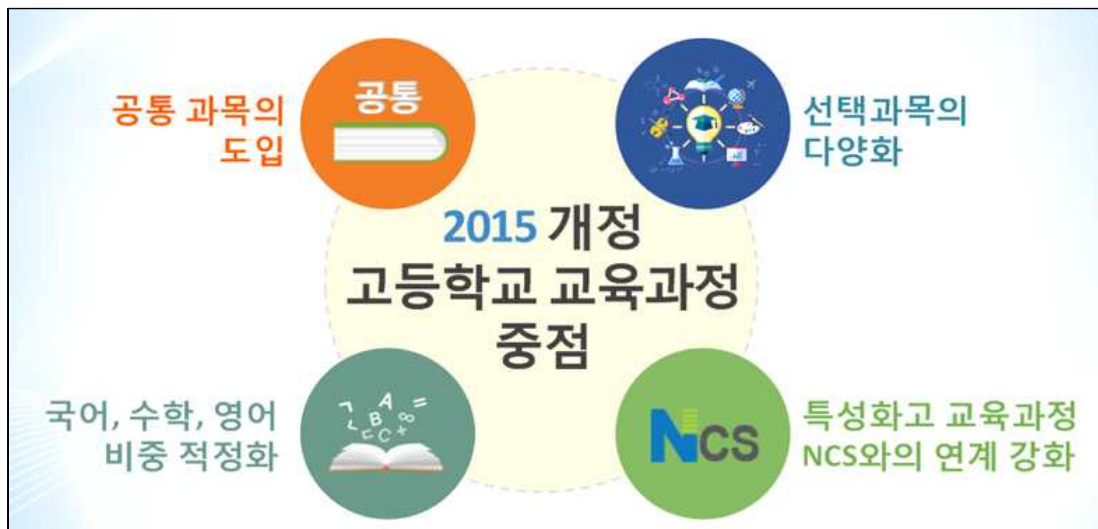 공통 과목의
도입
공통
선택과목의
다양화
2015 개정
고등학교 교육과정
중점
국어, 수학, 영어
비중 적정화
ㄱ A =
ㄱ B ∞
ㄴ C +
NCS
특성화고 교육과정
NCS와의 연계 강화